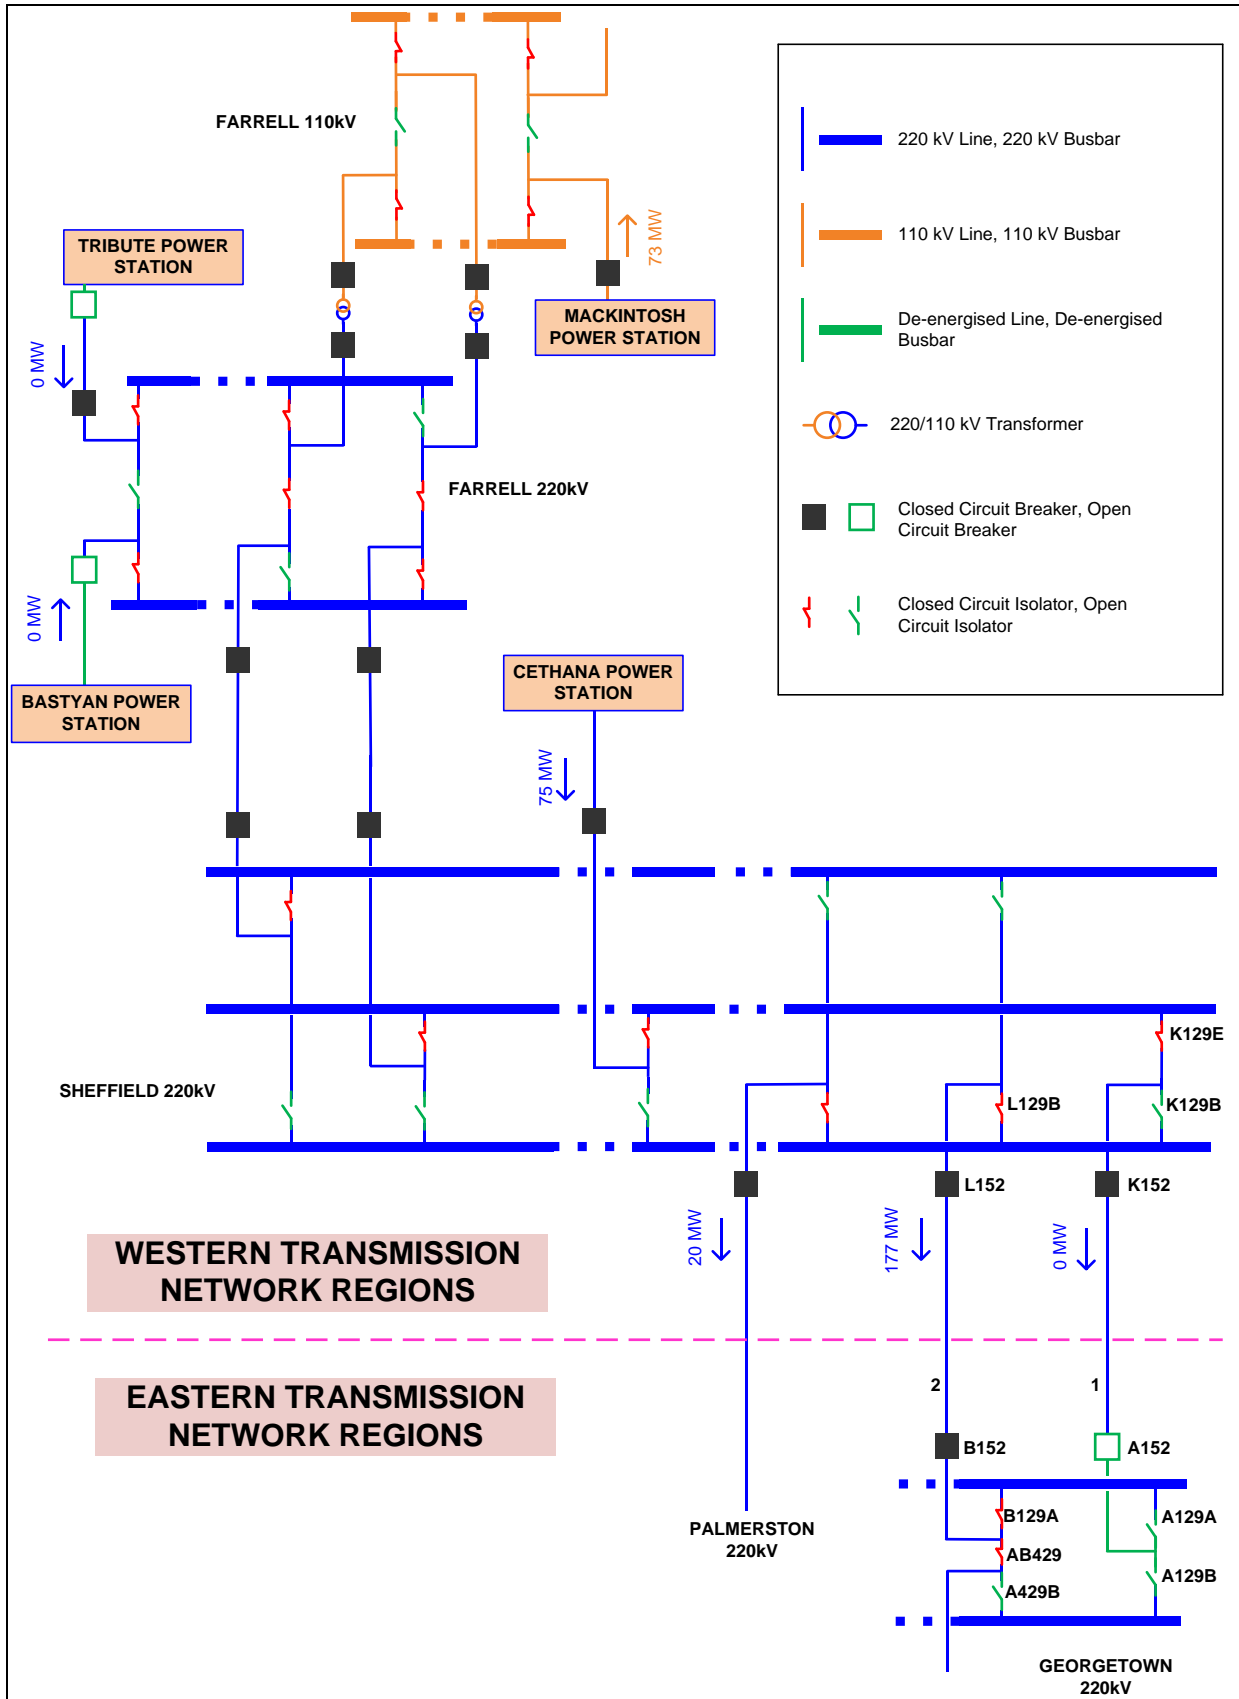 FARRELL 110kV
220 kV Line, 220 kV Busbar
110 kV Line, 110 kV Busbar
De-energised Line, De-energised
Busbar
220/110 kV Transformer
Closed Circuit Breaker, Open
Circuit Breaker
Closed Circuit Isolator, Open
Circuit Isolator
TRIBUTE POWER
STATION
73 MW
MACKINTOSH
POWER STATION
0 MW
FARRELL 220kV
0 MW
BASTYAN POWER
STATION
CETHANA POWER
STATION
75 MW
K129E
SHEFFIELD 220kV
L129B
K129B
L152
K152
20 MW
177 MW
0 MW
WESTERN TRANSMISSION
NETWORK REGIONS
EASTERN TRANSMISSION
NETWORK REGIONS
2
1
B152
A152
B129A
A129A
AB429
A129B
A429B
PALMERSTON
220kV
GEORGETOWN
220kV